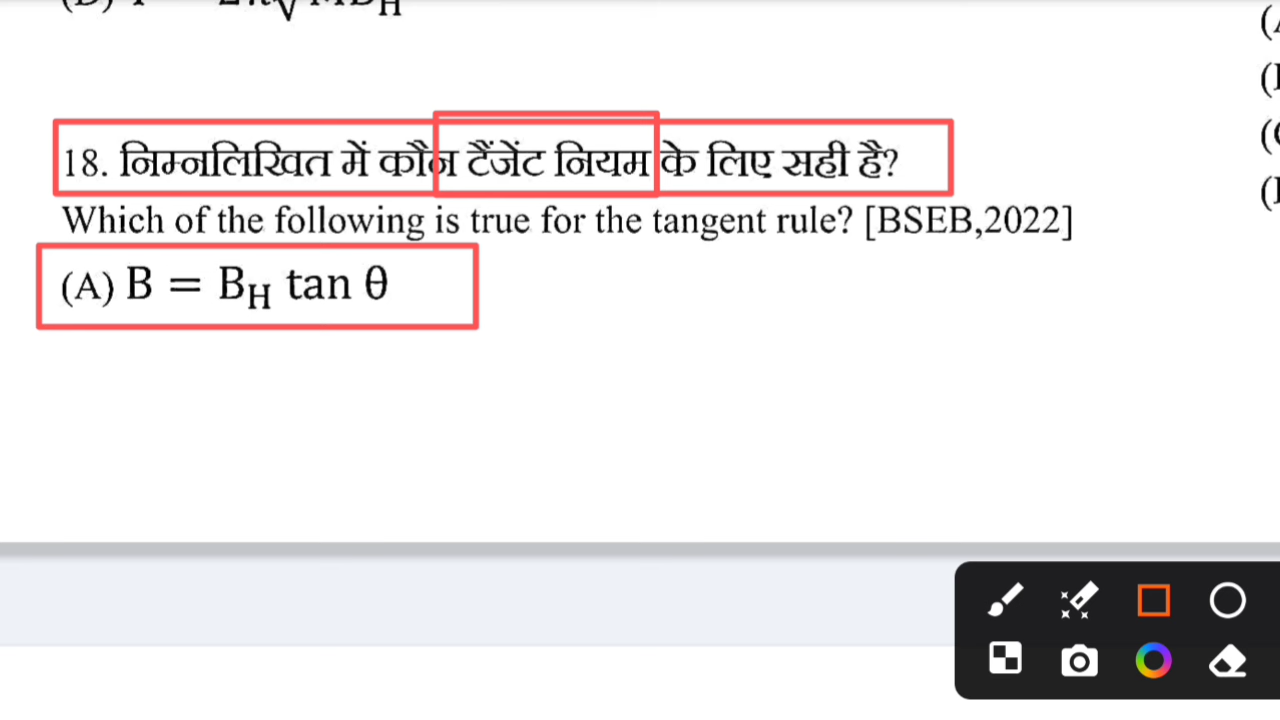 18. निम्नलिखित में कौन टैंजेंट नियम के लिए सही है?
Which of the following is true for the tangent rule? [BSEB,2022]
(A) B = B_H tan θ